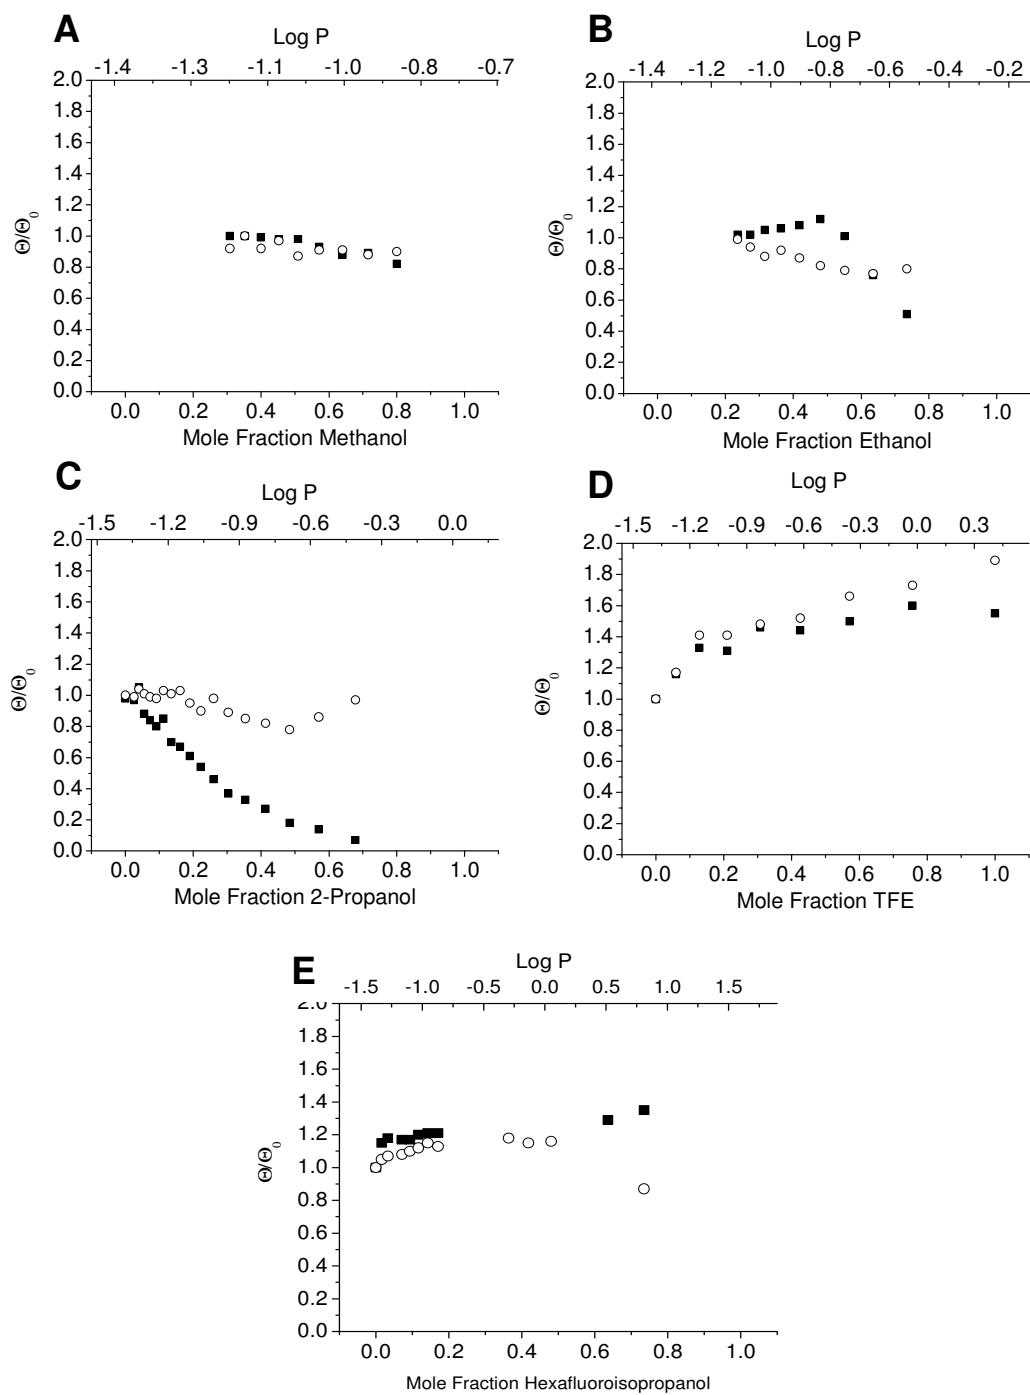 A
Log P
-1.4 -1.3 -1.2 -1.1 -1.0 -0.9 -0.8 -0.7
2.0
1.8
1.6
1.4
1.2
1.0
0.8
0.6
0.4
0.2
0.0
Θ/Θ0
0.0 0.2 0.4 0.6 0.8 1.0
Mole Fraction Methanol
B
Log P
-1.4 -1.2 -1.0 -0.8 -0.6 -0.4 -0.2
2.0
1.8
1.6
1.4
1.2
1.0
0.8
0.6
0.4
0.2
0.0
Θ/Θ0
0.0 0.2 0.4 0.6 0.8 1.0
Mole Fraction Ethanol
C
Log P
-1.5 -1.2 -0.9 -0.6 -0.3 0.0
2.0
1.8
1.6
1.4
1.2
1.0
0.8
0.6
0.4
0.2
0.0
Θ/Θ0
0.0 0.2 0.4 0.6 0.8 1.0
Mole Fraction 2-Propanol
D
Log P
-1.5 -1.2 -0.9 -0.6 -0.3 0.0 0.3
2.0
1.8
1.6
1.4
1.2
1.0
0.8
0.6
0.4
0.2
0.0
Θ/Θ0
0.0 0.2 0.4 0.6 0.8 1.0
Mole Fraction TFE
E
Log P
-1.5 -1.0 -0.5 0.0 0.5 1.0 1.5
2.0
1.8
1.6
1.4
1.2
1.0
0.8
0.6
0.4
0.2
0.0
Θ/Θ0
0.0 0.2 0.4 0.6 0.8 1.0
Mole Fraction Hexafluoroisopropanol